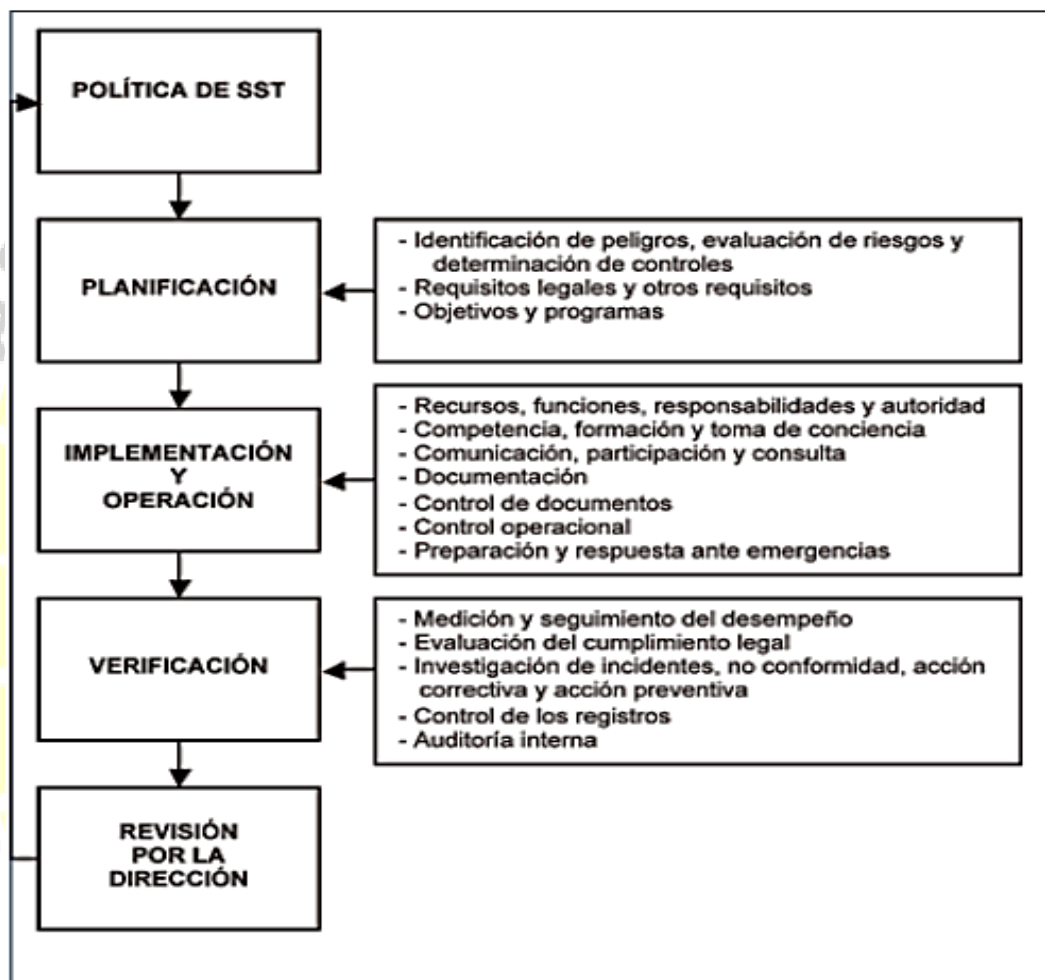 POLÍTICA DE SST
PLANIFICACIÓN
- Identificación de peligros, evaluación de riesgos y
determinación de controles
- Requisitos legales y otros requisitos
- Objetivos y programas
IMPLEMENTACIÓN
Y
OPERACIÓN
- Recursos, funciones, responsabilidades y autoridad
- Competencia, formación y toma de conciencia
- Comunicación, participación y consulta
- Documentación
- Control de documentos
- Control operacional
- Preparación y respuesta ante emergencias
VERIFICACIÓN
- Medición y seguimiento del desempeño
- Evaluación del cumplimiento legal
- Investigación de incidentes, no conformidad, acción
correctiva y acción preventiva
- Control de los registros
- Auditoría interna
REVISIÓN
POR LA
DIRECCIÓN